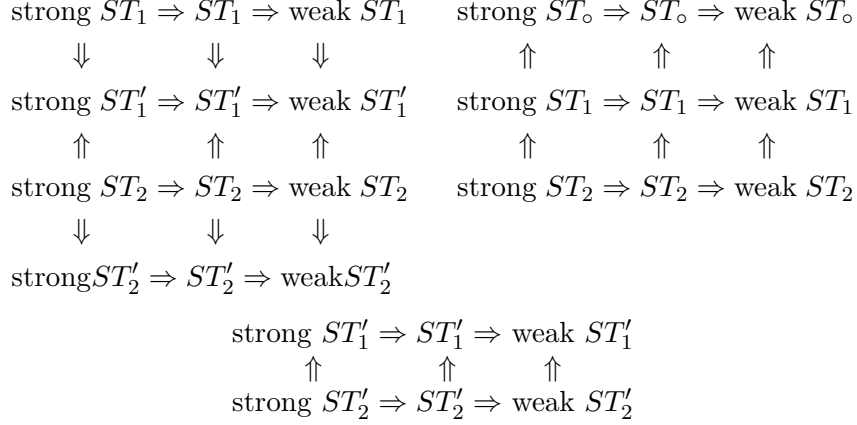 strong ST₁ ⇒ ST₁ ⇒ weak ST₁
⇓ ⇓ ⇓
strong ST′₁ ⇒ ST′₁ ⇒ weak ST′₁
⇑ ⇑ ⇑
strong ST₂ ⇒ ST₂ ⇒ weak ST₂
⇓ ⇓ ⇓
strongST′₂ ⇒ ST′₂ ⇒ weakST′₂
strong ST∘ ⇒ ST∘ ⇒ weak ST∘
⇑ ⇑ ⇑
strong ST₁ ⇒ ST₁ ⇒ weak ST₁
⇑ ⇑ ⇑
strong ST₂ ⇒ ST₂ ⇒ weak ST₂
strong ST′₁ ⇒ ST′₁ ⇒ weak ST′₁
⇑ ⇑ ⇑
strong ST′₂ ⇒ ST′₂ ⇒ weak ST′₂